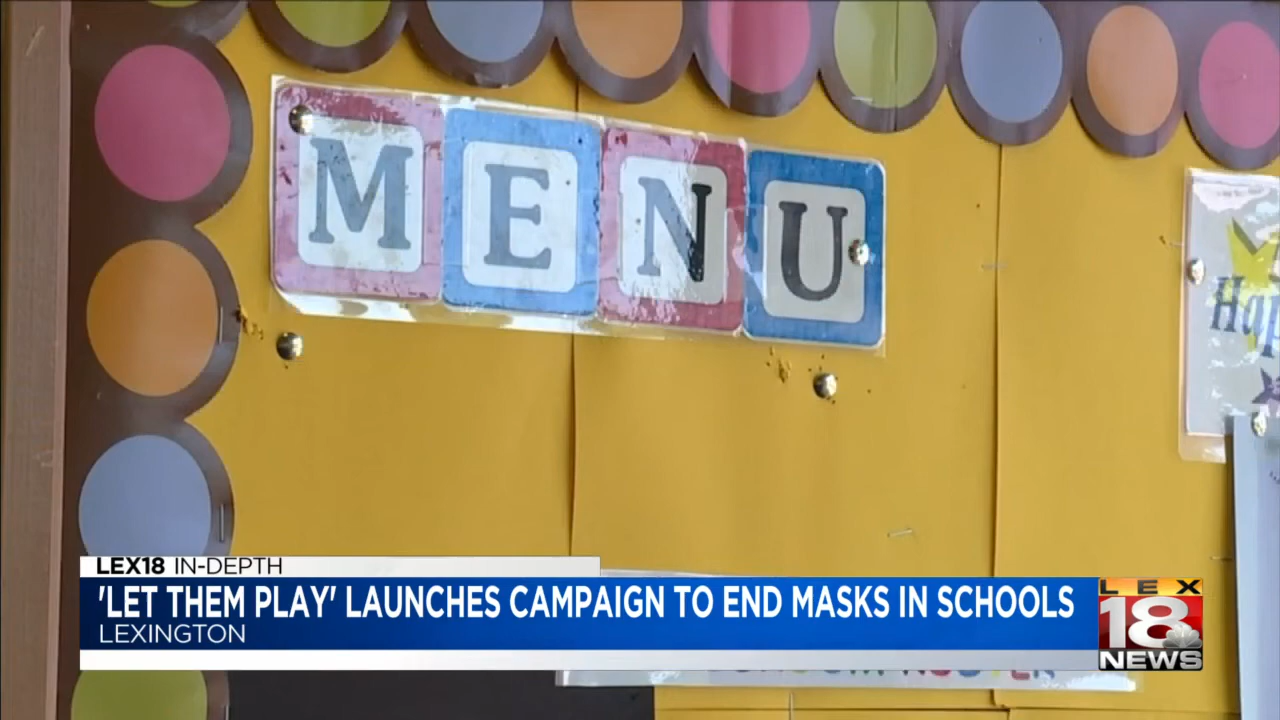 MENU
LEX18 IN-DEPTH
'LET THEM PLAY' LAUNCHES CAMPAIGN TO END MASKS IN SCHOOLS
LEXINGTON
LEX
18
NEWS